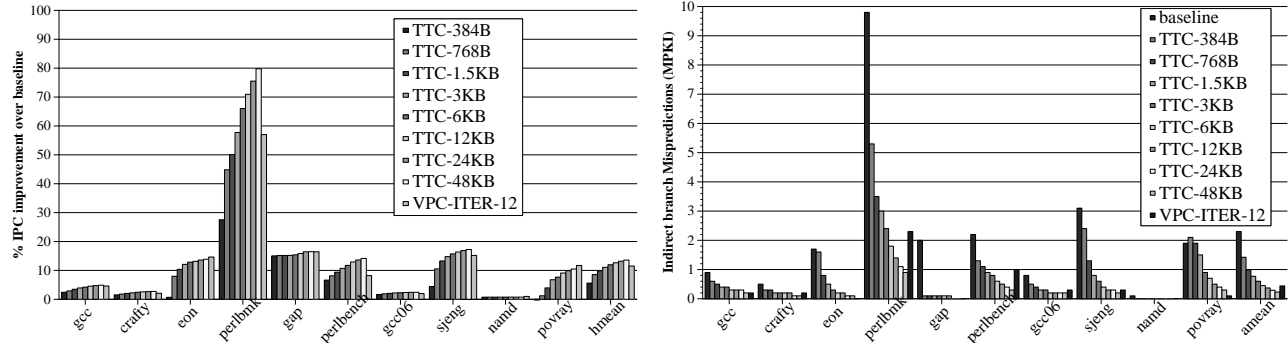 % IPC improvement over baseline
100
90
80
70
60
50
40
30
20
10
0
TTC-384B
TTC-768B
TTC-1.5KB
TTC-3KB
TTC-6KB
TTC-12KB
TTC-24KB
TTC-48KB
VPC-ITER-12
gcc
crafty
eon
perlbmk
gap
perlbench
gcc06
sjeng
namd
povray
hmean
Indirect branch Mispredictions (MPKI)
10
9
8
7
6
5
4
3
2
1
0
baseline
TTC-384B
TTC-768B
TTC-1.5KB
TTC-3KB
TTC-6KB
TTC-12KB
TTC-24KB
TTC-48KB
VPC-ITER-12
gcc
crafty
eon
perlbmk
gap
perlbench
gcc06
sjeng
namd
povray
amean